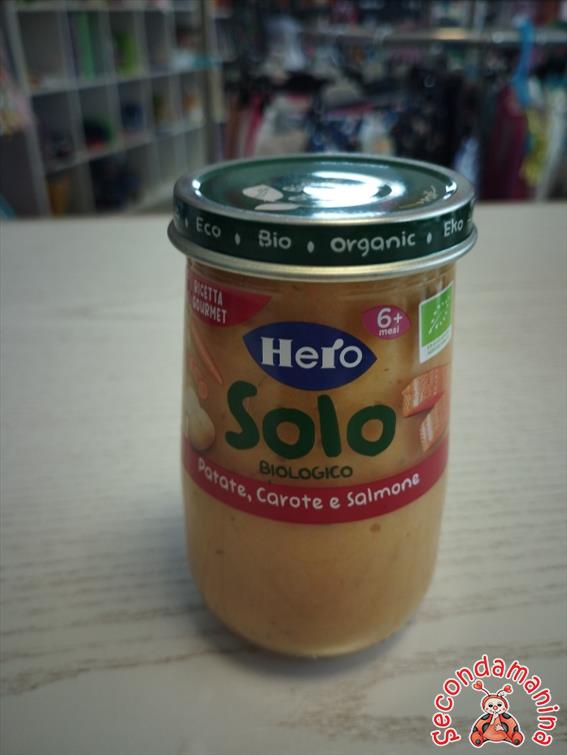 Eco • Bio • Organic • Eko
RICETTA
GOURMET
6+
mesi
Hero
Solo
BIOLOGICO
Patate, Carote e Salmone
Secondamanina